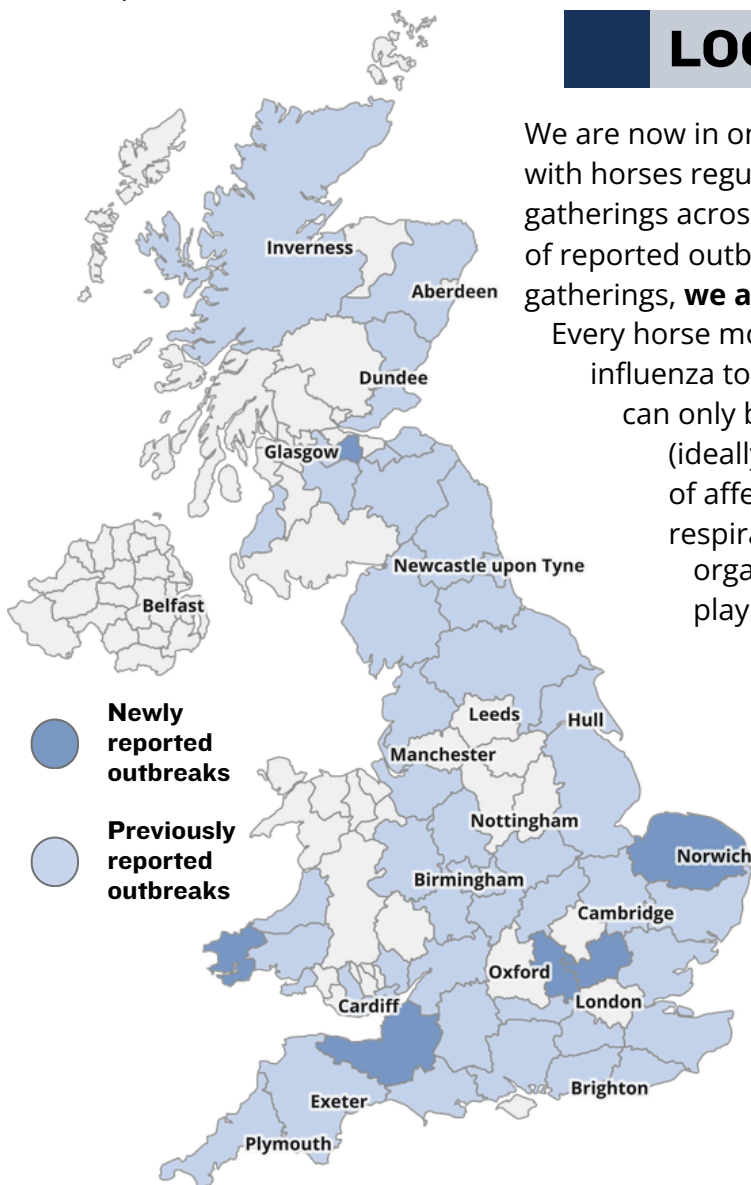 LOC
We are now in or
with horses regu
gatherings acros
of reported outb
gatherings, we a
Every horse mo
influenza to
can only b
(ideally
of affe
respira
orga
play
Inverness
Aberdeen
Dundee
Glasgow
Newcastle upon Tyne
Belfast
Leeds
Hull
Manchester
Nottingham
Norwich
Birmingham
Cambridge
Oxford
London
Cardiff
Brighton
Exeter
Plymouth
Newly
reported
outbreaks
Previously
reported
outbreaks